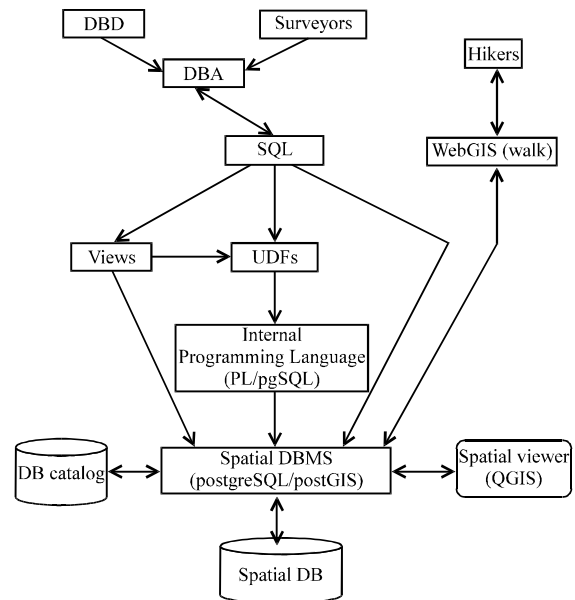 DBD
Surveyors
DBA
Hikers
SQL
WebGIS (walk)
Views
UDFs
Internal
Programming Language
(PL/pgSQL)
DB catalog
Spatial DBMS
(postgreSQL/postGIS)
Spatial viewer
(QGIS)
Spatial DB